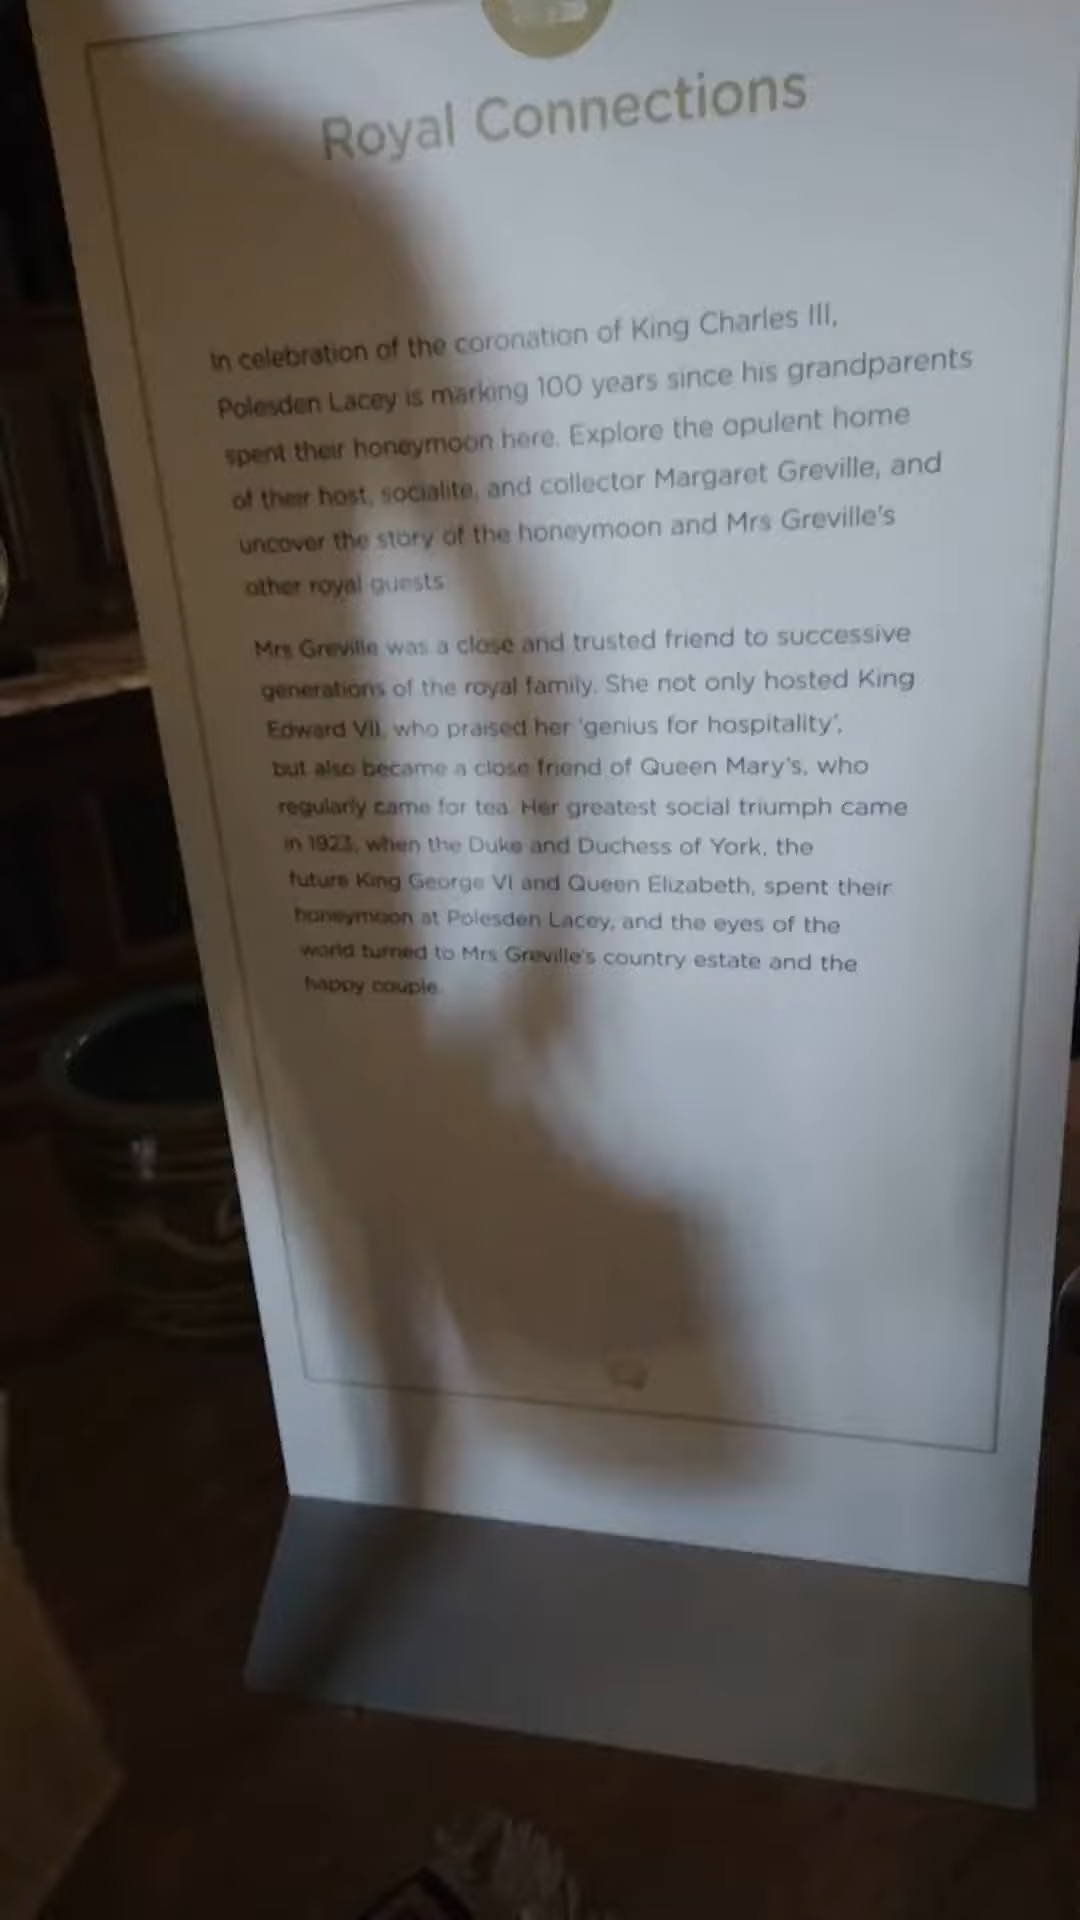 Royal Connections
In celebration of the coronation of King Charles III,
Polesden Lacey is marking 100 years since his grandparents
spent their honeymoon here. Explore the opulent home
of their host, socialite, and collector Margaret Greville, and
uncover the story of the honeymoon and Mrs Greville's
other royal guests
Mrs Greville was a close and trusted friend to successive
generations of the royal family. She not only hosted King
Edward VII, who praised her 'genius for hospitality',
but also became a close friend of Queen Mary's, who
regularly came for tea. Her greatest social triumph came
in 1923, when the Duke and Duchess of York, the
future King George VI and Queen Elizabeth, spent their
honeymoon at Polesden Lacey, and the eyes of the
world turned to Mrs Greville's country estate and the
happy couple.